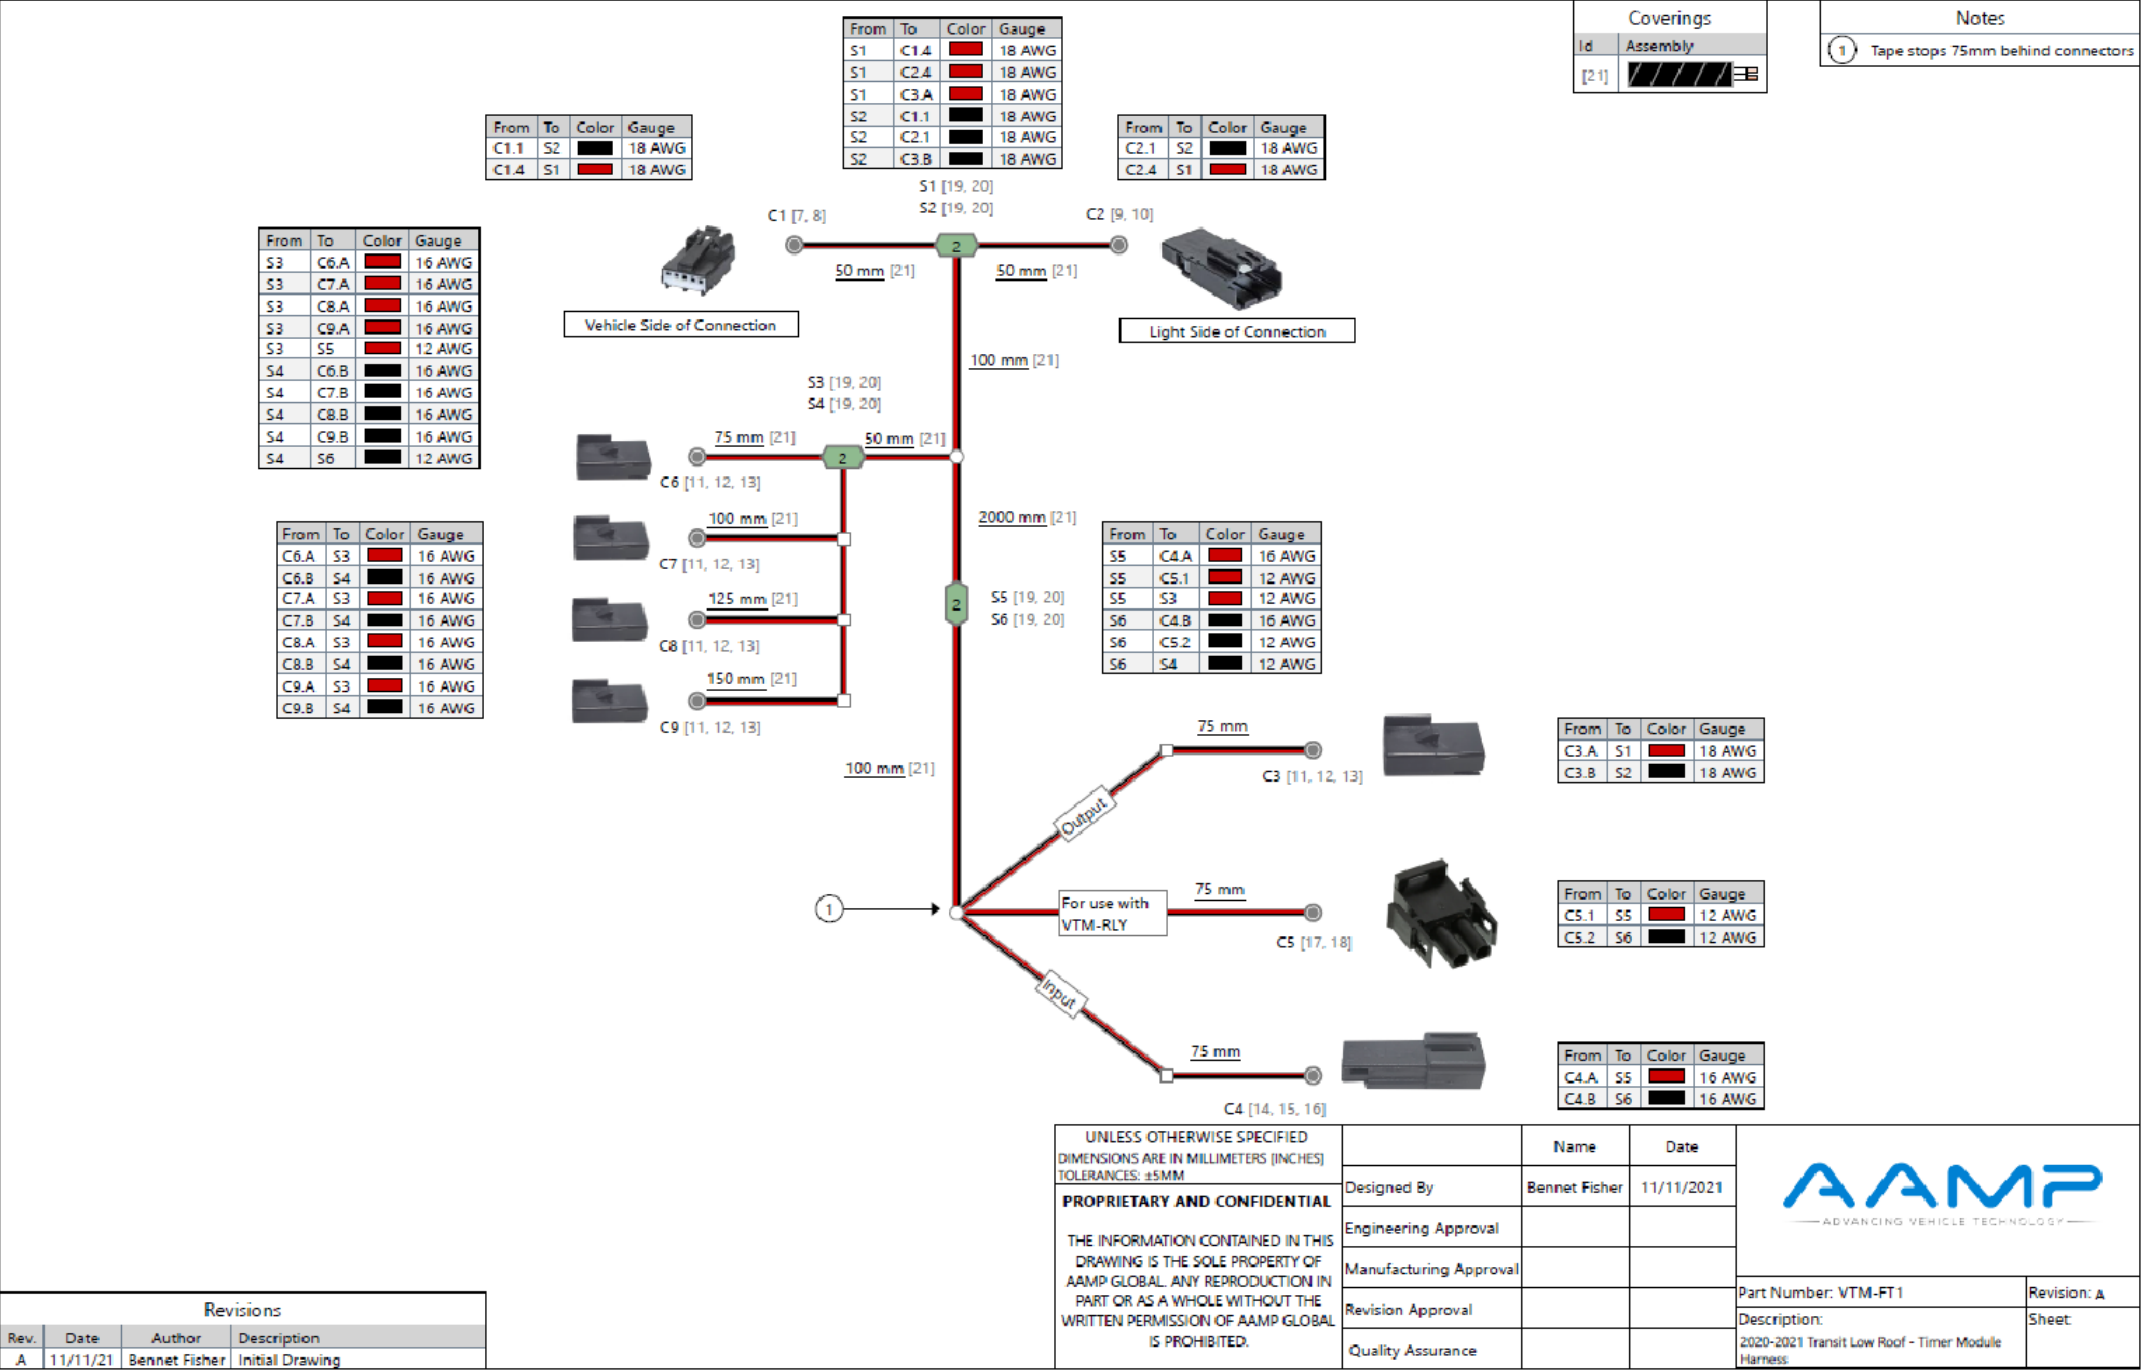 From To Color Gauge
S1 C1.4 18 AWG
S1 C2.4 18 AWG
S1 C3.A 18 AWG
S2 C1.1 18 AWG
S2 C2.1 18 AWG
S2 C3.B 18 AWG
Coverings
Id Assembly
[21]
Notes
1 Tape stops 75mm behind connectors
From To Color Gauge
C1.1 S2 18 AWG
C1.4 S1 18 AWG
From To Color Gauge
C2.1 S2 18 AWG
C2.4 S1 18 AWG
S1 [19, 20]
S2 [19, 20]
C1 [7, 8]
C2 [9, 10]
2
50 mm [21]
50 mm [21]
Vehicle Side of Connection
Light Side of Connection
From To Color Gauge
S3 C6.A 16 AWG
S3 C7.A 16 AWG
S3 C8.A 16 AWG
S3 C9.A 16 AWG
S3 S5 12 AWG
S4 C6.B 16 AWG
S4 C7.B 16 AWG
S4 C8.B 16 AWG
S4 C9.B 16 AWG
S4 S6 12 AWG
100 mm [21]
S3 [19, 20]
S4 [19, 20]
75 mm [21]
50 mm [21]
2
C6 [11, 12, 13]
100 mm [21]
C7 [11, 12, 13]
125 mm [21]
C8 [11, 12, 13]
150 mm [21]
C9 [11, 12, 13]
2000 mm [21]
2
S5 [19, 20]
S6 [19, 20]
From To Color Gauge
C6.A S3 16 AWG
C6.B S4 16 AWG
C7.A S3 16 AWG
C7.B S4 16 AWG
C8.A S3 16 AWG
C8.B S4 16 AWG
C9.A S3 16 AWG
C9.B S4 16 AWG
From To Color Gauge
S5 C4.A 16 AWG
S5 C5.1 12 AWG
S5 S3 12 AWG
S6 C4.B 16 AWG
S6 C5.2 12 AWG
S6 S4 12 AWG
100 mm [21]
75 mm
C3 [11, 12, 13]
Output
From To Color Gauge
C3.A S1 18 AWG
C3.B S2 18 AWG
1
For use with
VTM-RLY
75 mm
C5 [17, 18]
From To Color Gauge
C5.1 S5 12 AWG
C5.2 S6 12 AWG
Input
75 mm
C4 [14, 15, 16]
From To Color Gauge
C4.A S5 16 AWG
C4.B S6 16 AWG
UNLESS OTHERWISE SPECIFIED
DIMENSIONS ARE IN MILLIMETERS [INCHES]
TOLERANCES: ±5MM
PROPRIETARY AND CONFIDENTIAL
THE INFORMATION CONTAINED IN THIS
DRAWING IS THE SOLE PROPERTY OF
AAMP GLOBAL. ANY REPRODUCTION IN
PART OR AS A WHOLE WITHOUT THE
WRITTEN PERMISSION OF AAMP GLOBAL
IS PROHIBITED.
Name Date
Designed By Bennet Fisher 11/11/2021
Engineering Approval
Manufacturing Approval
Revision Approval
Quality Assurance
AAMP
ADVANCING VEHICLE TECHNOLOGY
Part Number: VTM-FT1
Revision: A
Description:
2020-2021 Transit Low Roof - Timer Module
Harness
Sheet:
Revisions
Rev. Date Author Description
A 11/11/21 Bennet Fisher Initial Drawing